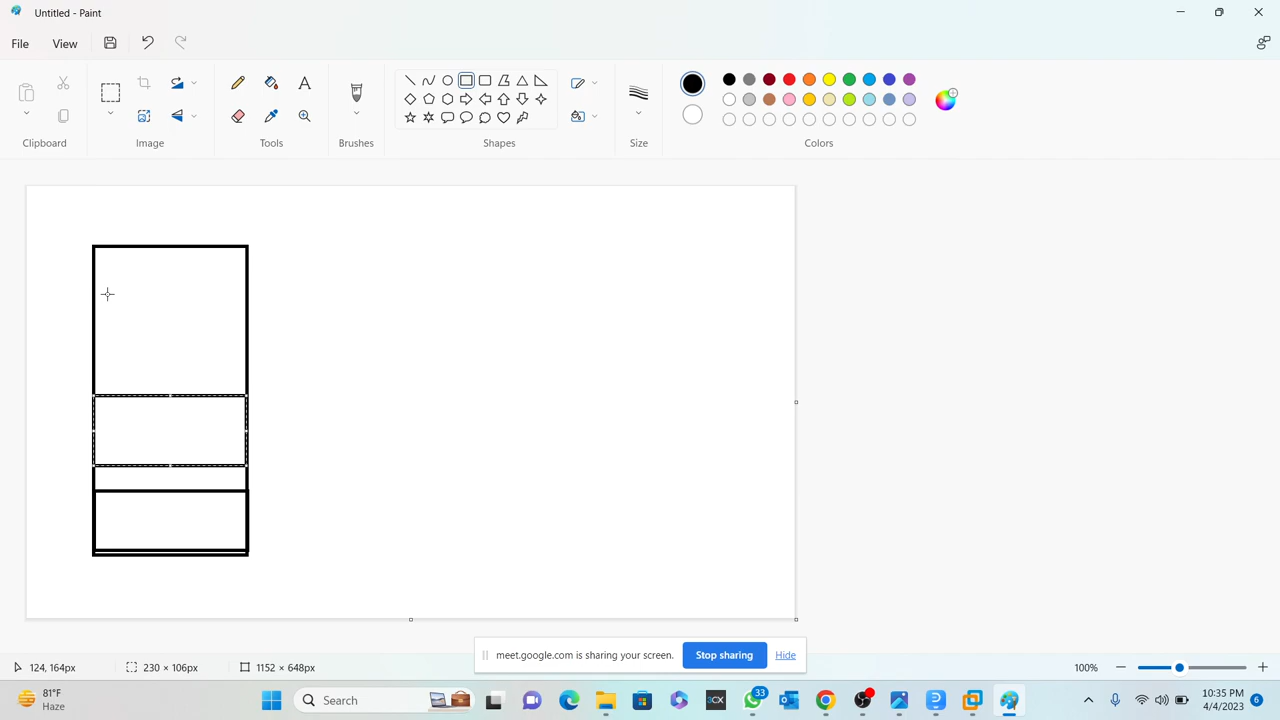 Untitled - Paint
File View
Clipboard Image Tools Brushes Shapes Size Colors
meet.google.com is sharing your screen. Stop sharing Hide
124, 164px 230 × 106px 1152 × 648px 100%
81°F
Haze
Search
3CX
33
10:35 PM
4/4/2023
6